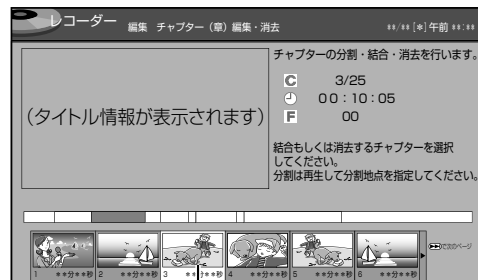 レコーダー 編集 チャプター（章）編集・消去 **/**［*］午前 **:**
チャプターの分割・結合・消去を行います。
C 3/25
00：10：05
F 00
（タイトル情報が表示されます）
結合もしくは消去するチャプターを選択
してください。
分割は再生して分割地点を指定してください。
で次のページ
1 **分**秒 2 **分**秒 3 **分**秒 4 **分**秒 5 **分**秒 6 **分**秒